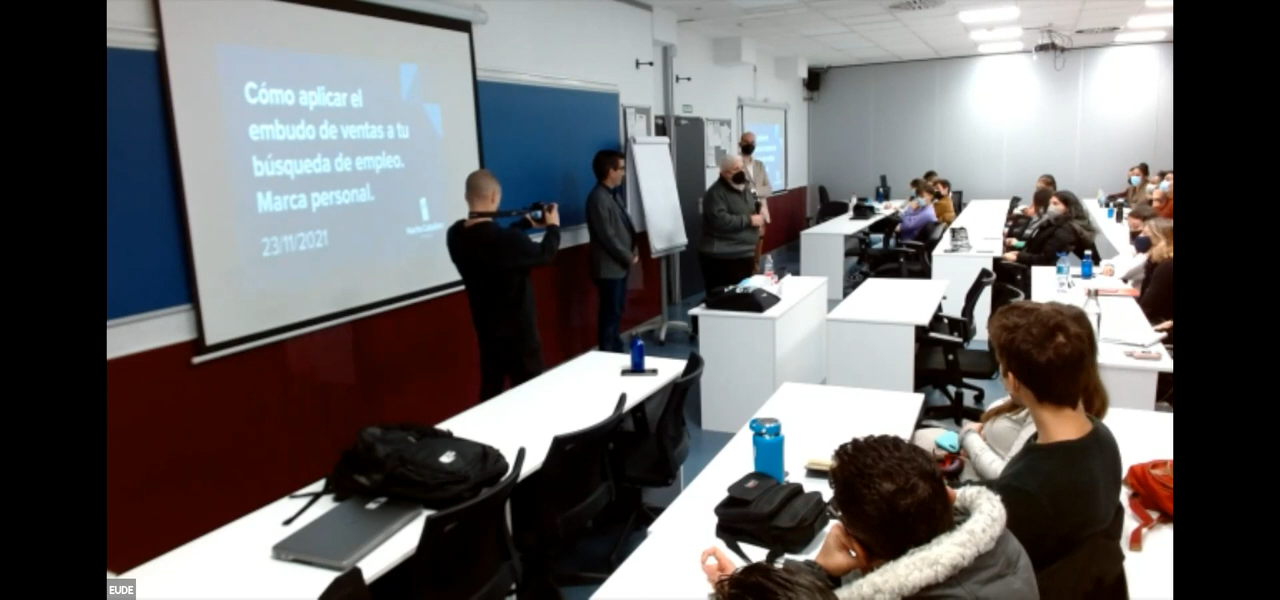 Cómo aplicar el
embudo de ventas a tu
búsqueda de empleo.
Marca personal.
23/11/2021
EUDE